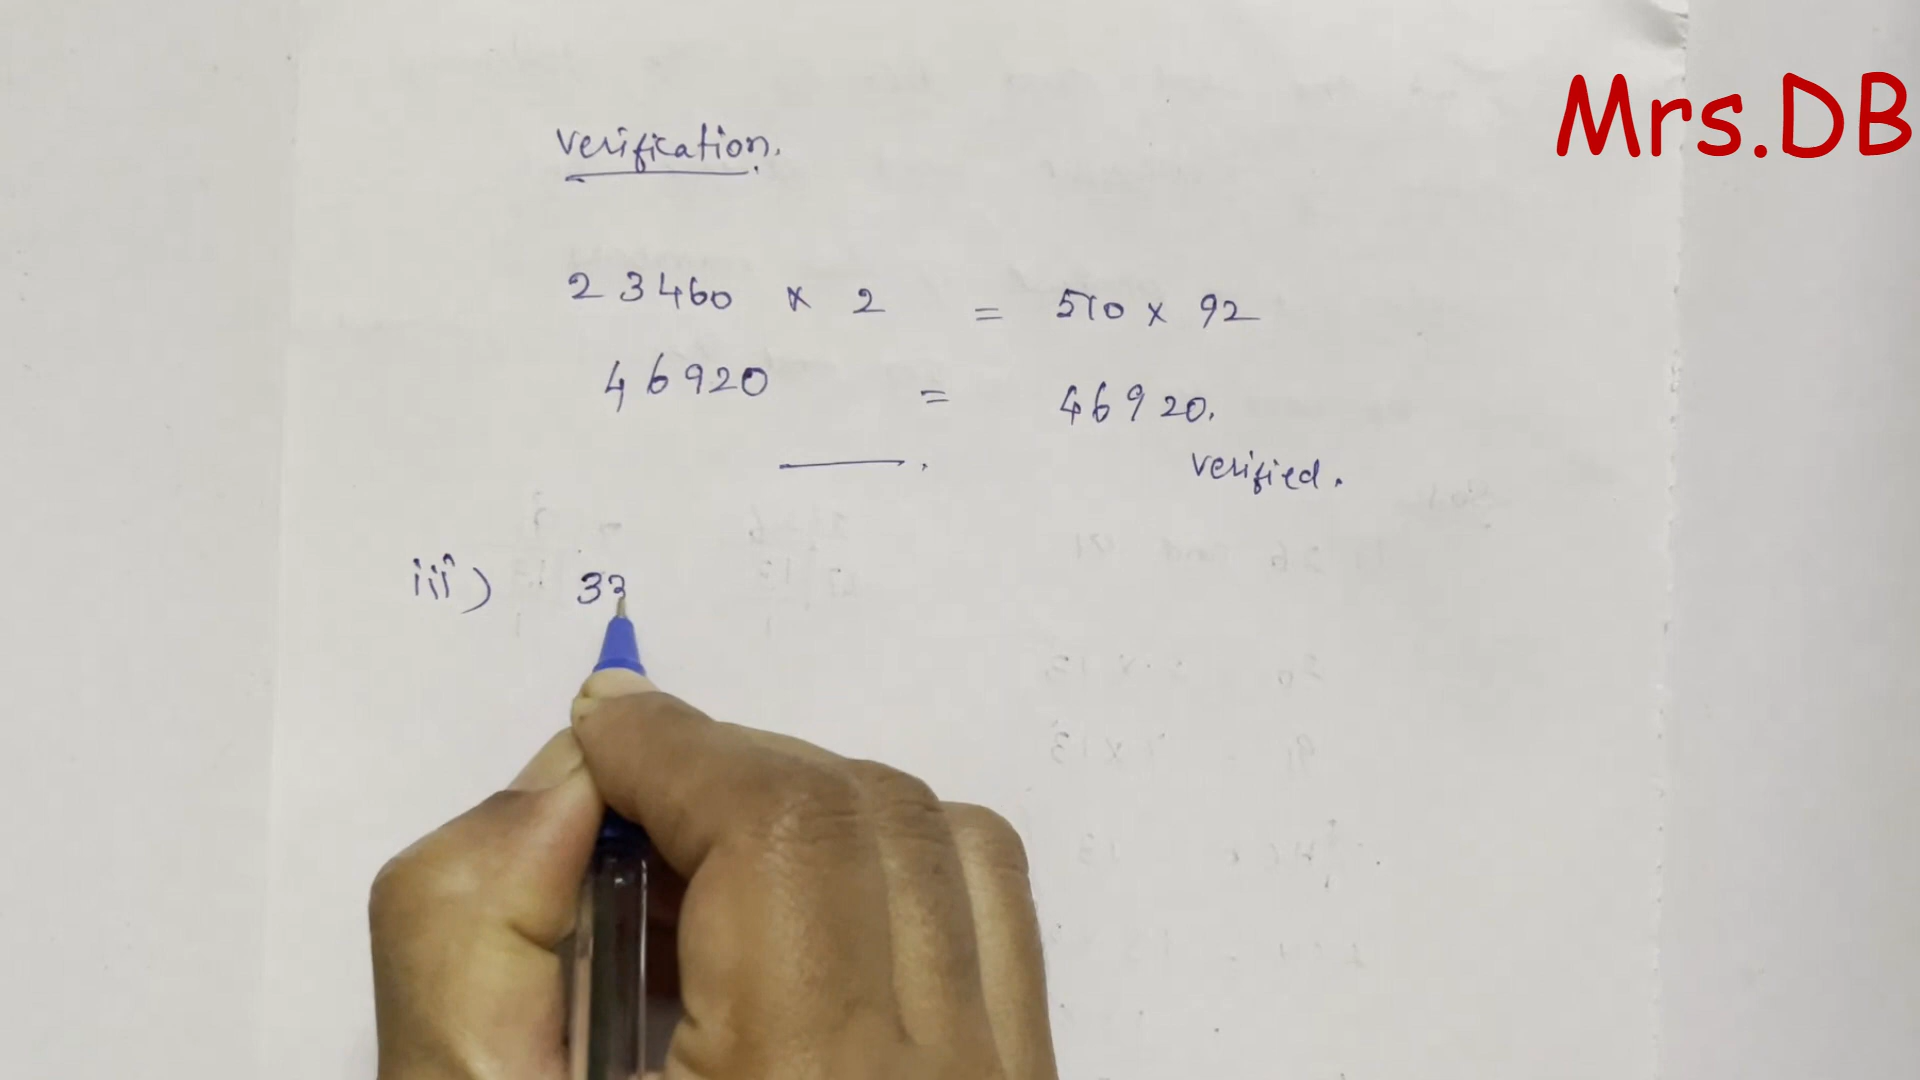 Mrs.DB
Verification.
23460 × 2 = 510 × 92
46920 = 46920.
verified.
iii) 33